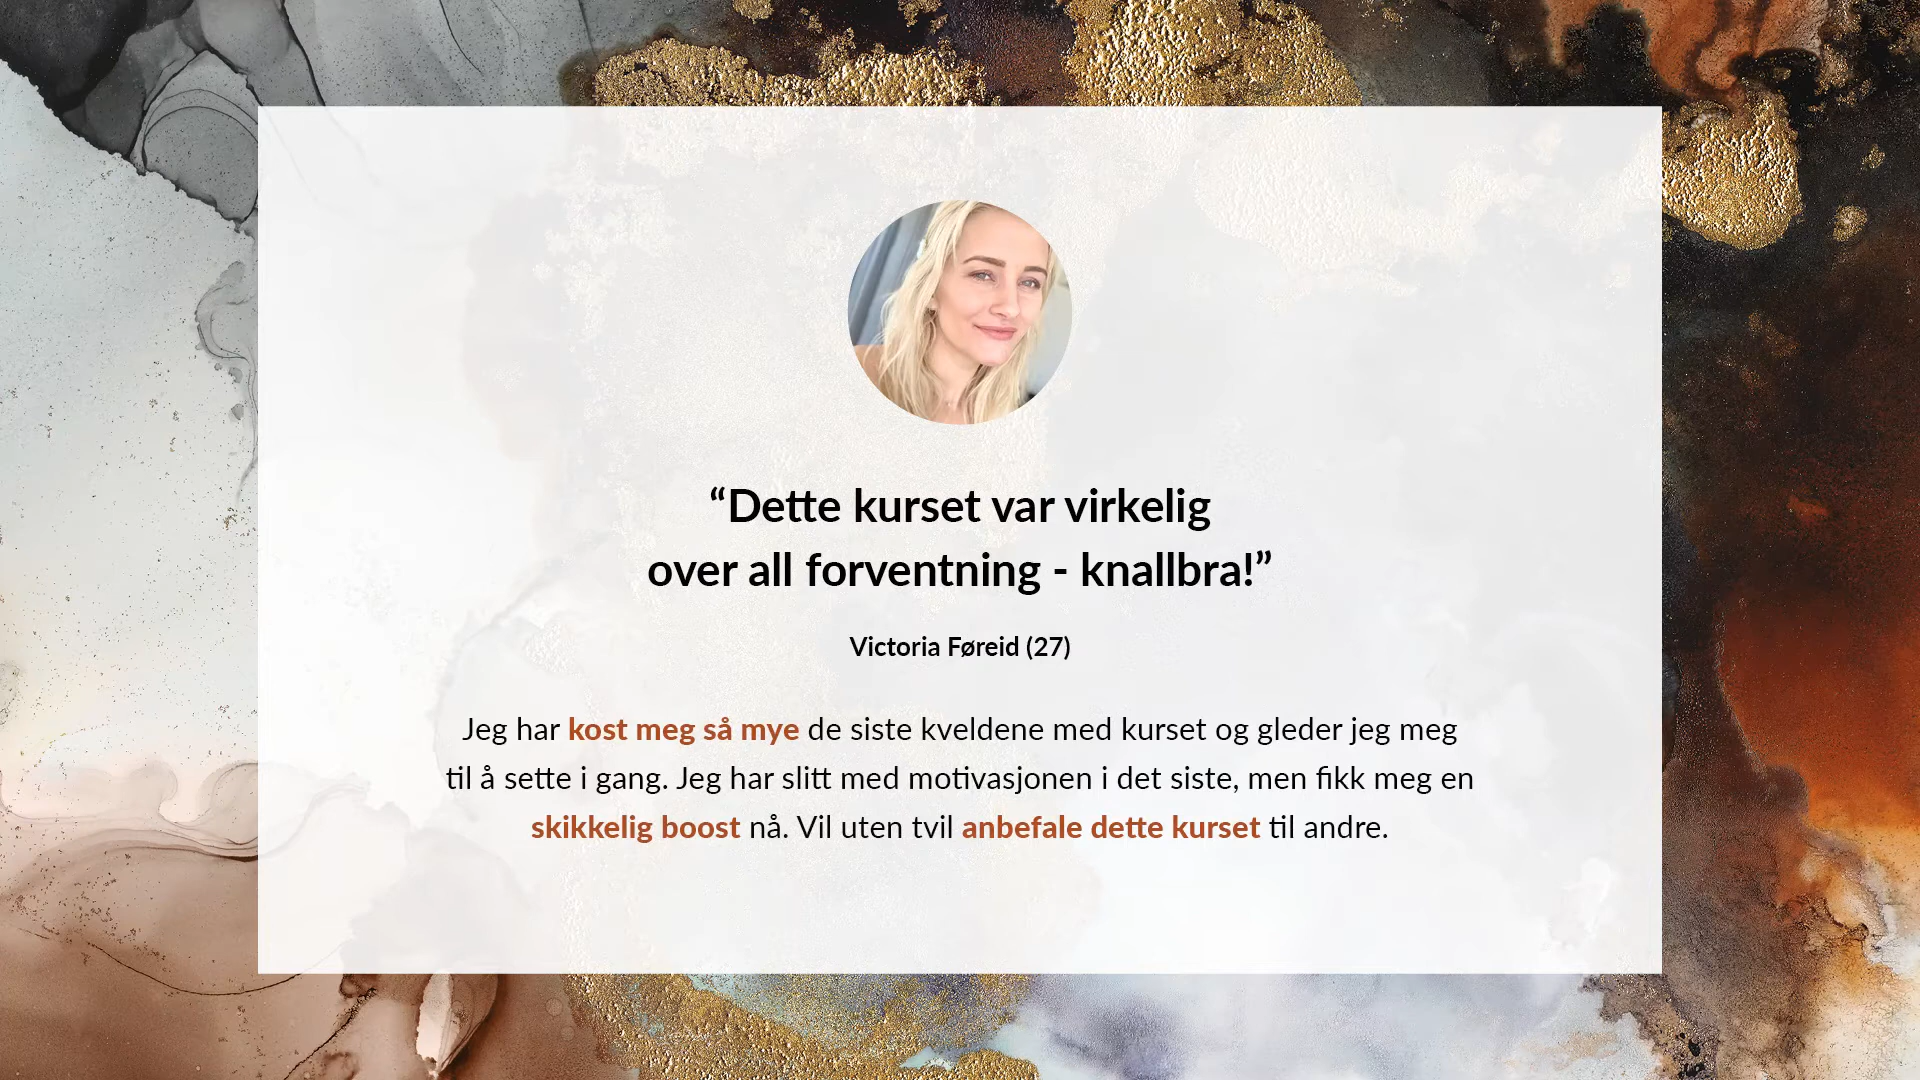 “Dette kurset var virkelig
over all forventning - knallbra!”
Victoria Føreid (27)
Jeg har kost meg så mye de siste kveldene med kurset og gleder jeg meg
til å sette i gang. Jeg har slitt med motivasjonen i det siste, men fikk meg en
skikkelig boost nå. Vil uten tvil anbefale dette kurset til andre.